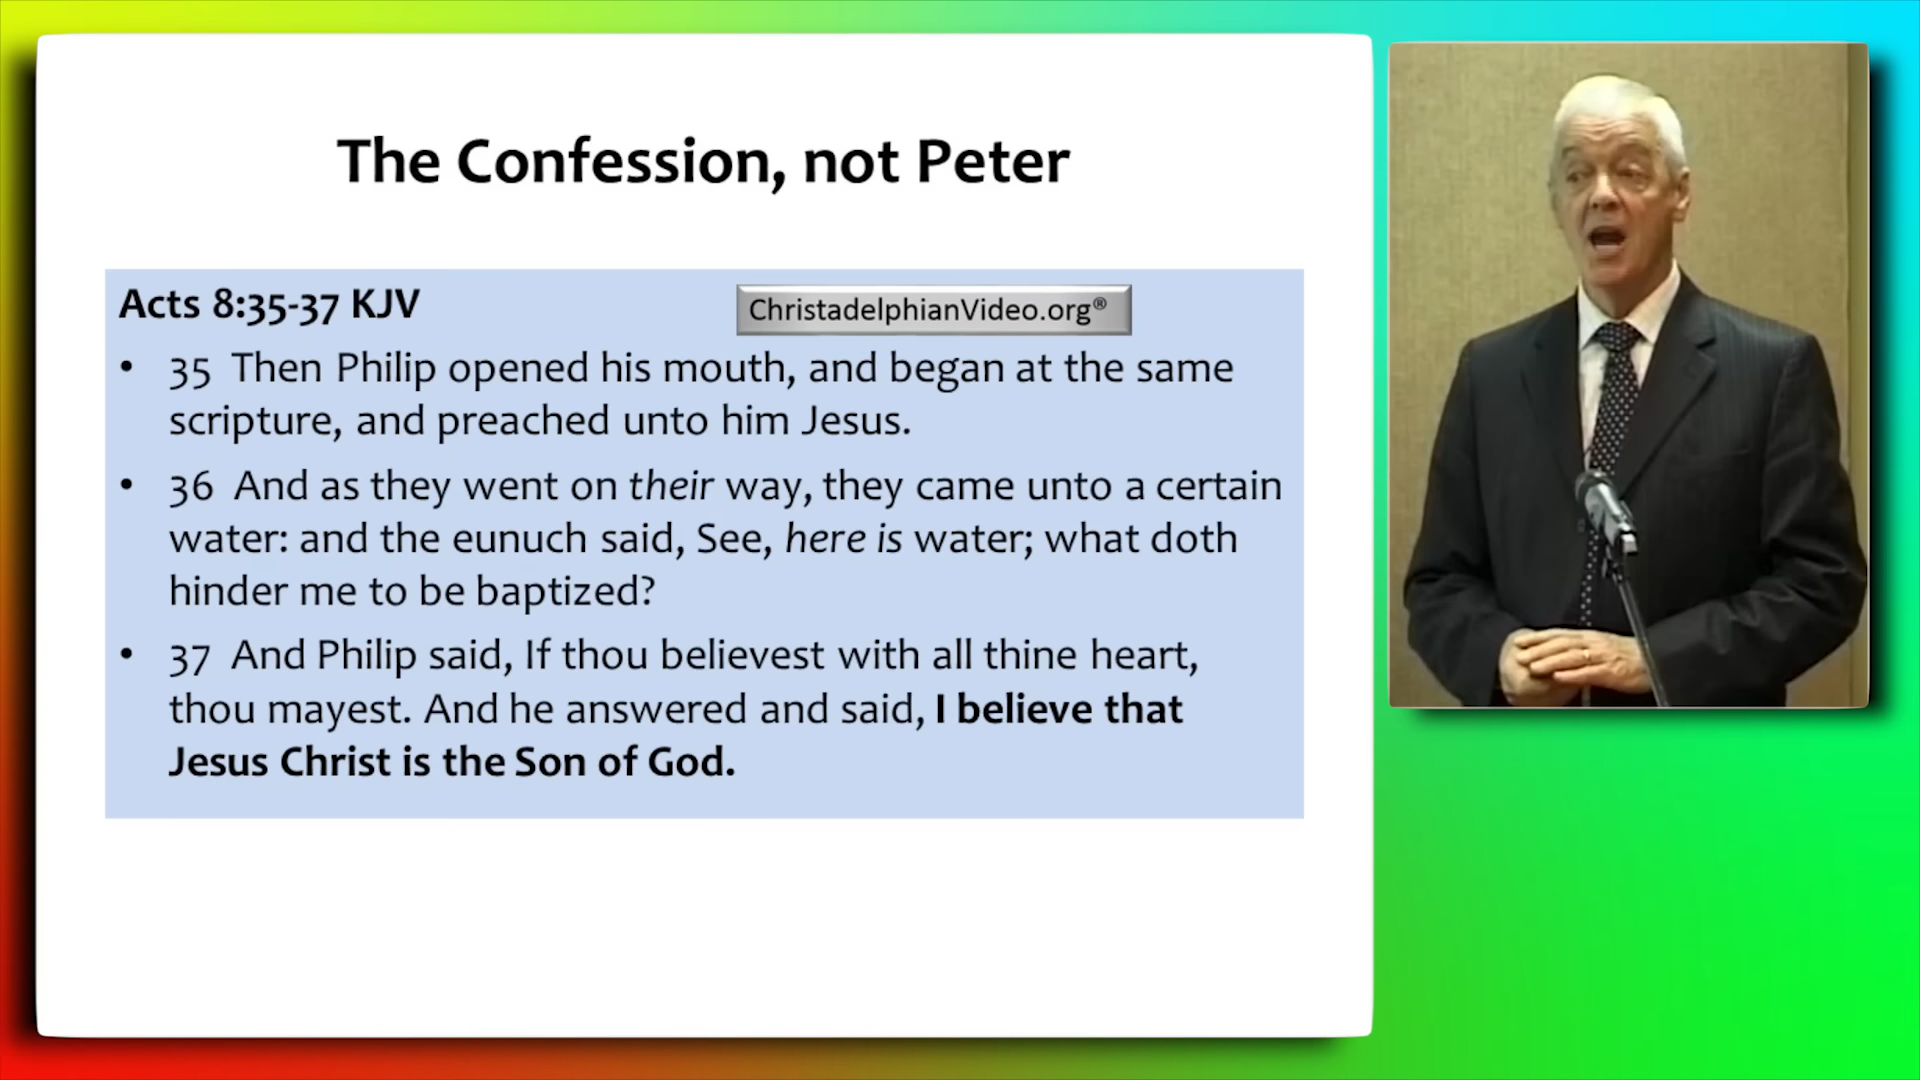 The Confession, not Peter
Acts 8:35-37 KJV
ChristadelphianVideo.org®
• 35 Then Philip opened his mouth, and began at the same
scripture, and preached unto him Jesus.
• 36 And as they went on their way, they came unto a certain
water: and the eunuch said, See, here is water; what doth
hinder me to be baptized?
• 37 And Philip said, If thou believest with all thine heart,
thou mayest. And he answered and said, I believe that
Jesus Christ is the Son of God.